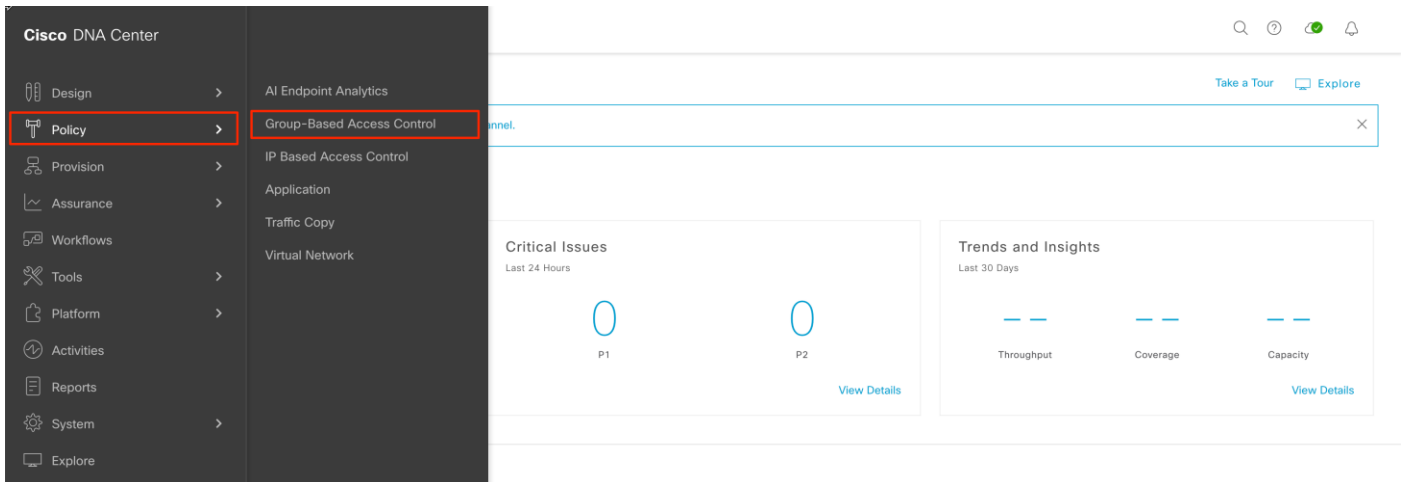 Cisco DNA Center
Design
Policy
Provision
Assurance
Workflows
Tools
Platform
Activities
Reports
System
Explore
AI Endpoint Analytics
Group-Based Access Control
IP Based Access Control
Application
Traffic Copy
Virtual Network
Take a Tour
Explore
Critical Issues
Last 24 Hours
0
P1
0
P2
View Details
Trends and Insights
Last 30 Days
-- -- --
Throughput Coverage Capacity
View Details